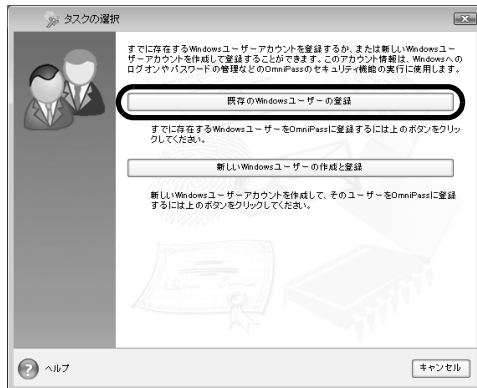 タスクの選択
すでに存在するWindowsユーザーアカウントを登録するか、または新しいWindowsユー
ザーアカウントを作成して登録することができます。このアカウント情報は、Windowsへの
ログオンやパスワードの管理などのOmniPassのセキュリティ機能の実行に使用します。
既存のWindowsユーザーの登録
すでに存在するWindowsユーザーをOmniPassに登録するには上のボタンをクリッ
クしてください。
新しいWindowsユーザーの作成と登録
新しいWindowsユーザーアカウントを作成して、そのユーザーをOmniPassに登録
するには上のボタンをクリックしてください。
ヘルプ
キャンセル